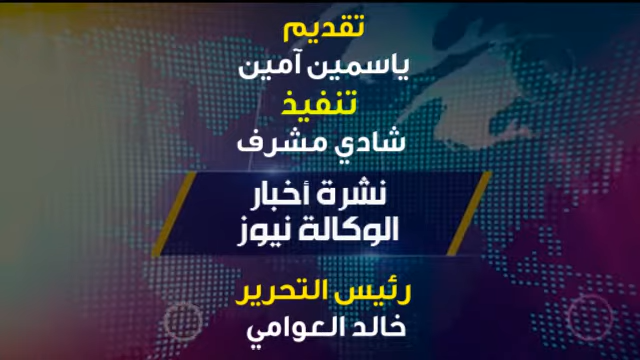 تقديم
ياسمين آمين
تنفيذ
شادي مشرف
نشرة أخبار
الوكالة نيوز
رئيس التحرير
خالد العوامي